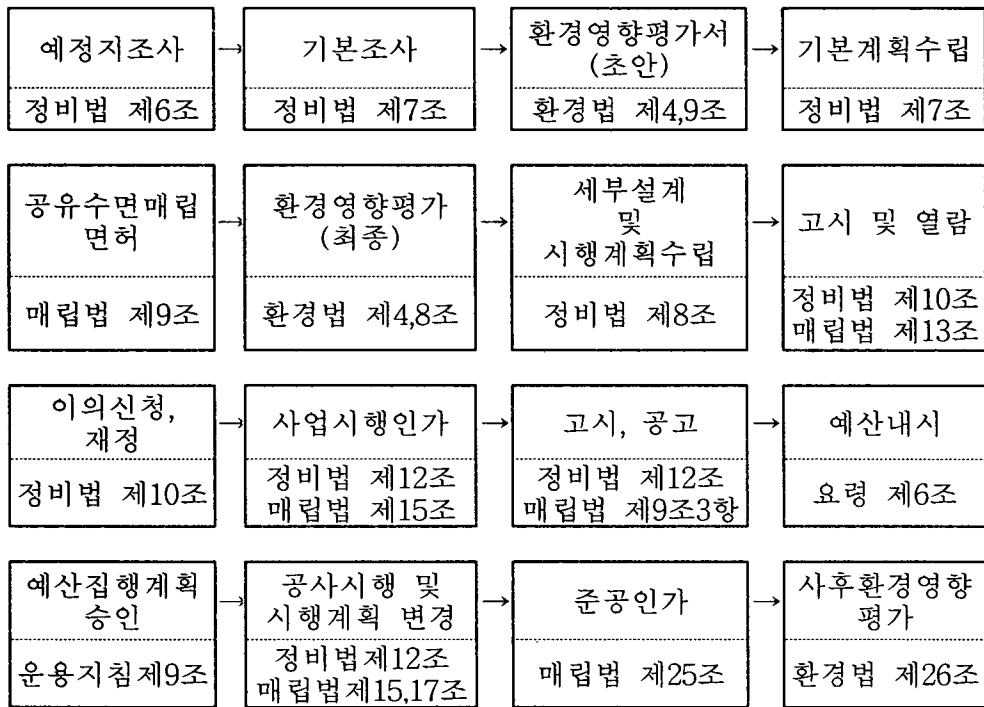 예정지조사
정비법 제6조
→
기본조사
정비법 제7조
→
환경영향평가서
(초안)
환경법 제4,9조
→
기본계획수립
정비법 제7조
공유수면매립
면허
매립법 제9조
→
환경영향평가
(최종)
환경법 제4,8조
→
세부설계
및
시행계획수립
정비법 제8조
→
고시 및 열람
정비법 제10조
매립법 제13조
이의신청,
재정
정비법 제10조
→
사업시행인가
정비법 제12조
매립법 제15조
→
고시, 공고
정비법 제12조
매립법 제9조3항
→
예산내시
요령 제6조
예산집행계획
승인
운용지침제9조
→
공사시행 및
시행계획 변경
정비법제12조
매립법제15,17조
→
준공인가
매립법 제25조
→
사후환경영향
평가
환경법 제26조